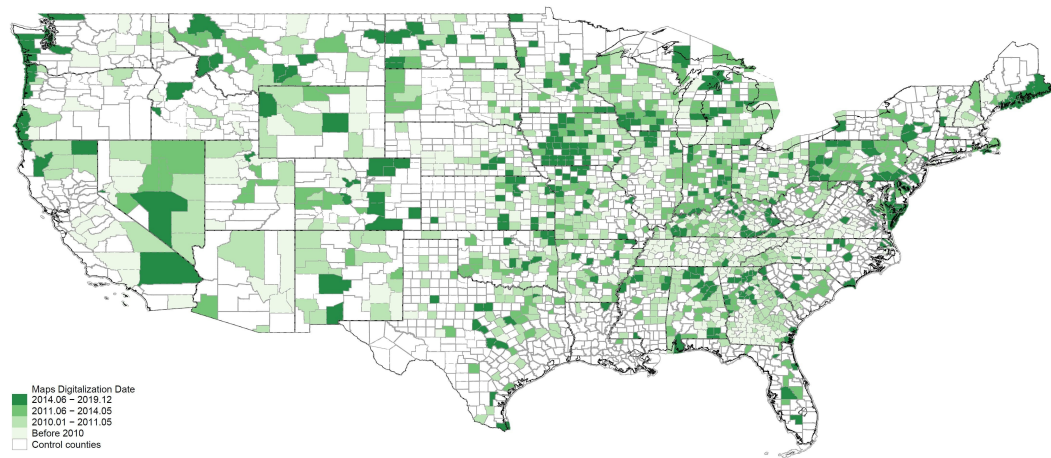 Maps Digitalization Date
2014.06 − 2019.12
2011.06 − 2014.05
2010.01 − 2011.05
Before 2010
Control counties